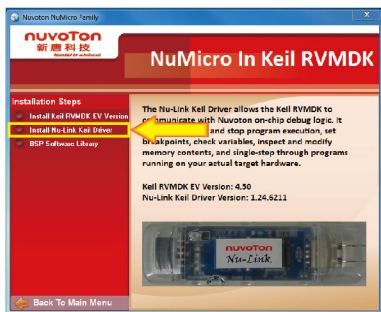 Nuvoton NuMicro Family
nuvoTon
新唐科技
NuMicro In Keil RVMDK
Installation Steps
Install Keil RVMDK EV Version
Install Nu-Link Keil Driver
BSP Software Library
The Nu-Link Keil Driver allows the Keil RVMDK to
communicate with Nuvoton on-chip debug logic. It
and stop program execution, set
breakpoints, check variables, inspect and modify
memory contents, and single-step through programs
running on your actual target hardware.
Keil RVMDK EV Version: 4.50
Nu-Link Keil Driver Version: 1.24.6211
nuvoTon
Nu-Link
Back To Main Menu